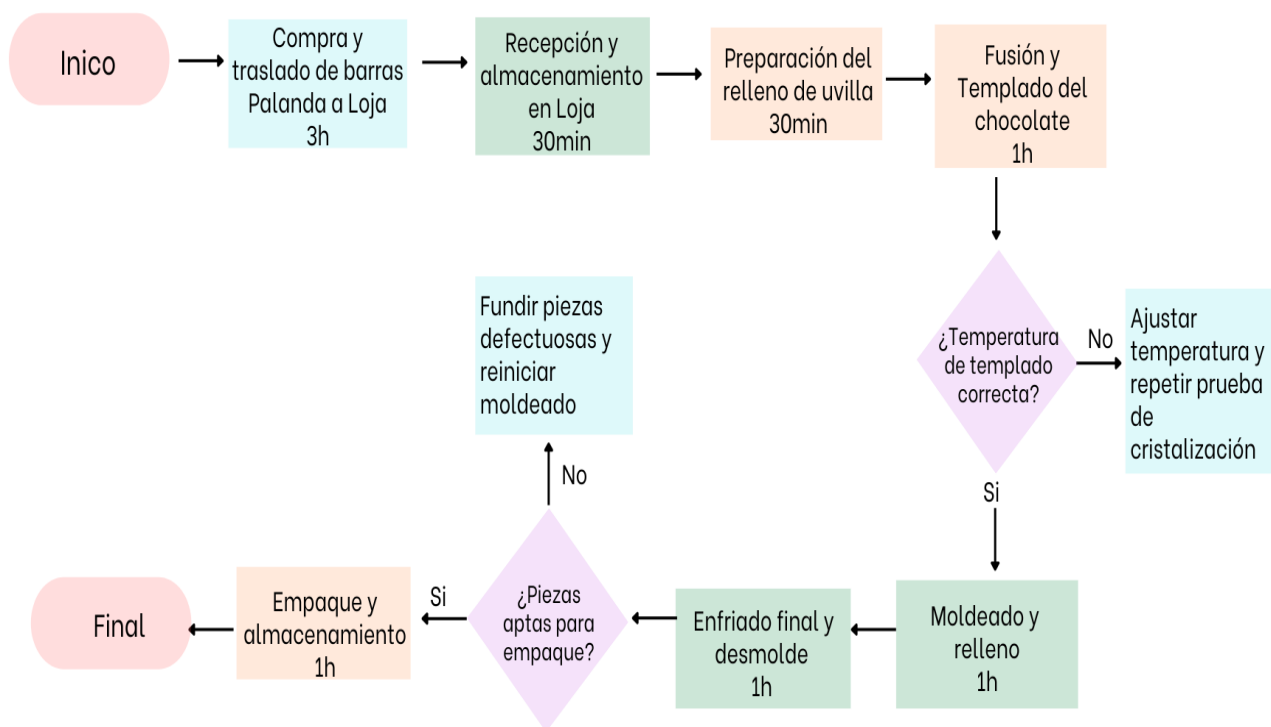 Inico
Compra y
traslado de barras
Palanda a Loja
3h
Recepción y
almacenamiento
en Loja
30min
Preparación del
relleno de uvilla
30min
Fusión y
Templado del
chocolate
1h
¿Temperatura
de templado
correcta?
No
Ajustar
temperatura y
repetir prueba
de
cristalización
Si
Moldeado y
relleno
1h
Enfriado final y
desmolde
1h
¿Piezas
aptas para
empaque?
No
Fundir piezas
defectuosas y
reiniciar
moldeado
Si
Empaque y
almacenamiento
1h
Final